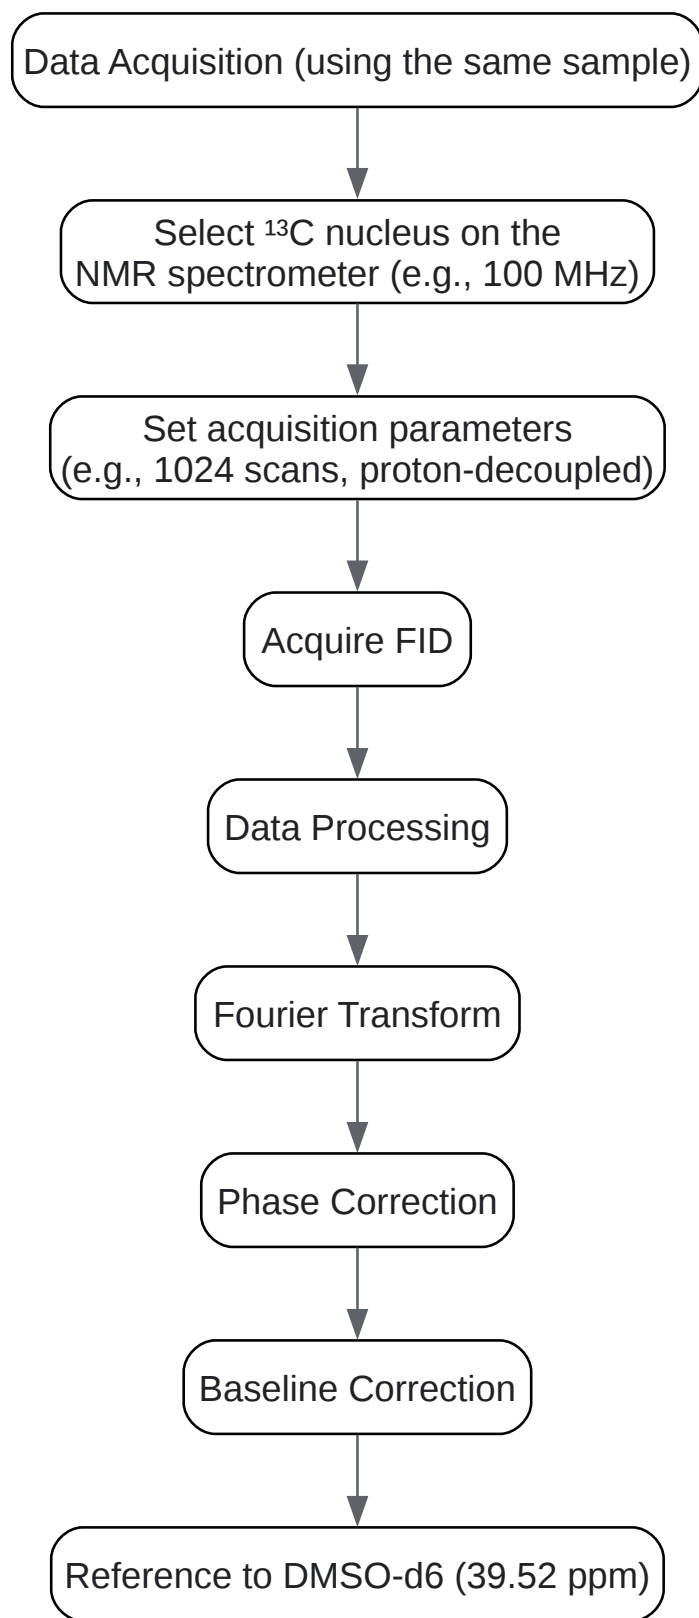 Data Acquisition (using the same sample)
Select ¹³C nucleus on the
NMR spectrometer (e.g., 100 MHz)
Set acquisition parameters
(e.g., 1024 scans, proton-decoupled)
Acquire FID
Data Processing
Fourier Transform
Phase Correction
Baseline Correction
Reference to DMSO-d6 (39.52 ppm)